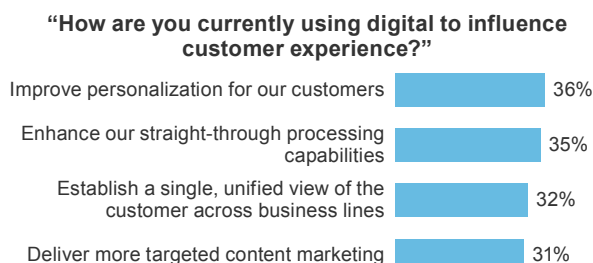 “How are you currently using digital to influence
customer experience?”
Improve personalization for our customers 36%
Enhance our straight-through processing
capabilities 35%
Establish a single, unified view of the
customer across business lines 32%
Deliver more targeted content marketing 31%